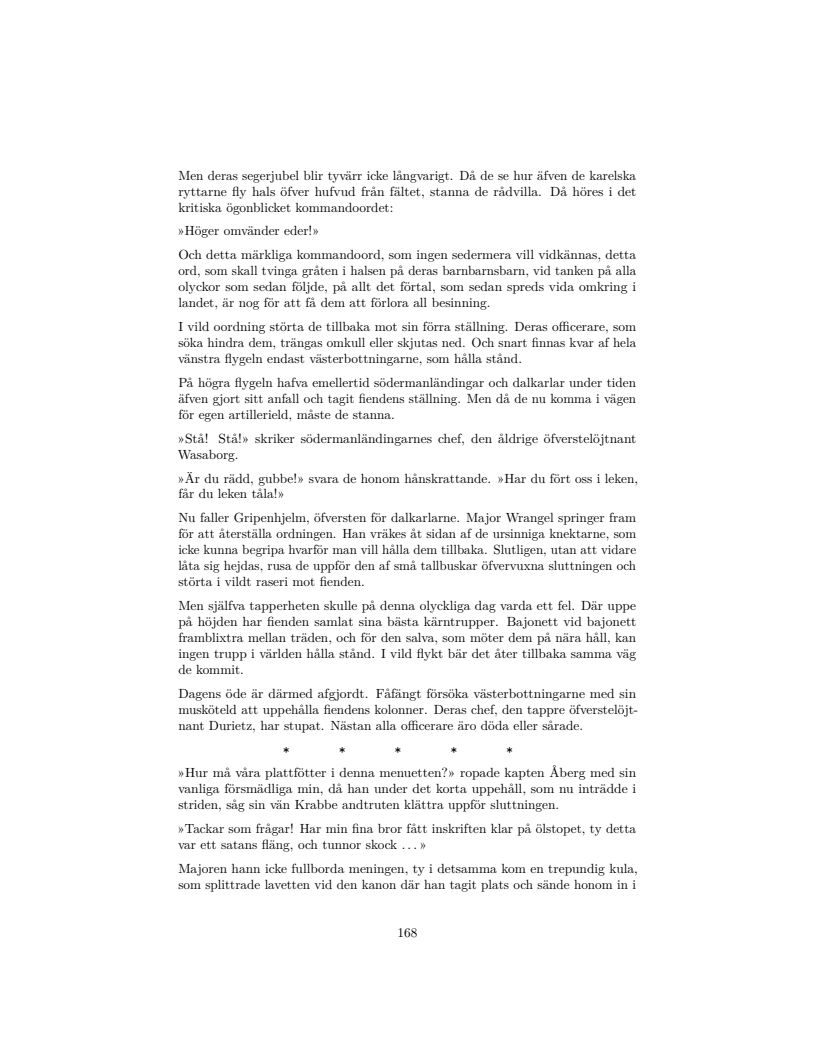 Men deras segerjubel blir tyvärr icke långvarigt. Då de se hur äfven de karelska
ryttarne fly hals öfver hufvud från fältet, stanna de rådvilla. Då höres i det
kritiska ögonblicket kommandoordet:
»Höger omvänder eder!»
Och detta märkliga kommandoord, som ingen sedermera vill vidkännas, detta
ord, som skall tvinga gråten i halsen på deras barnbarnsbarn, vid tanken på alla
olyckor som sedan följde, på allt det förtal, som sedan spreds vida omkring i
landet, är nog för att få dem att förlora all besinning.
I vild oordning störta de tillbaka mot sin förra ställning. Deras officerare, som
söka hindra dem, trängas omkull eller skjutas ned. Och snart finnas kvar af hela
vänstra flygeln endast västerbottningarne, som hålla stånd.
På högra flygeln hafva emellertid södermanländingar och dalkarlar under tiden
äfven gjort sitt anfall och tagit fiendens ställning. Men då de nu komma i vägen
för egen artillerield, måste de stanna.
»Stå! Stå!» skriker södermanländingarnes chef, den åldrige öfverstelöjtnant
Wasaborg.
»Är du rädd, gubbe!» svara de honom hånskrattande. »Har du fört oss i leken,
får du leken tåla!»
Nu faller Gripenhjelm, öfversten för dalkarlarne. Major Wrangel springer fram
för att återställa ordningen. Han vräkes åt sidan af de ursinniga knektarne, som
icke kunna begripa hvarför man vill hålla dem tillbaka. Slutligen, utan att vidare
låta sig hejdas, rusa de uppför den af små tallbuskar öfvervuxna sluttningen och
störta i vildt raseri mot fienden.
Men själfva tapperheten skulle på denna olyckliga dag varda ett fel. Där uppe
på höjden har fienden samlat sina bästa kärntrupper. Bajonett vid bajonett
framblixtra mellan träden, och för den salva, som möter dem på nära håll, kan
ingen trupp i världen hålla stånd. I vild flykt bär det åter tillbaka samma väg
de kommit.
Dagens öde är därmed afgjordt. Fåfängt försöka västerbottningarne med sin
musköteld att uppehålla fiendens kolonner. Deras chef, den tappre öfverstelöjt-
nant Durietz, har stupat. Nästan alla officerare äro döda eller sårade.
* * * * *
»Hur må våra plattfötter i denna menuetten?» ropade kapten Åberg med sin
vanliga försmädliga min, då han under det korta uppehåll, som nu inträdde i
striden, såg sin vän Krabbe andtruten klättra uppför sluttningen.
»Tackar som frågar! Har min fina bror fått inskriften klar på ölstopet, ty detta
var ett satans fläng, och tunnor skock . . . »
Majoren hann icke fullborda meningen, ty i detsamma kom en trepundig kula,
som splittrade lavetten vid den kanon där han tagit plats och sände honom in i
168